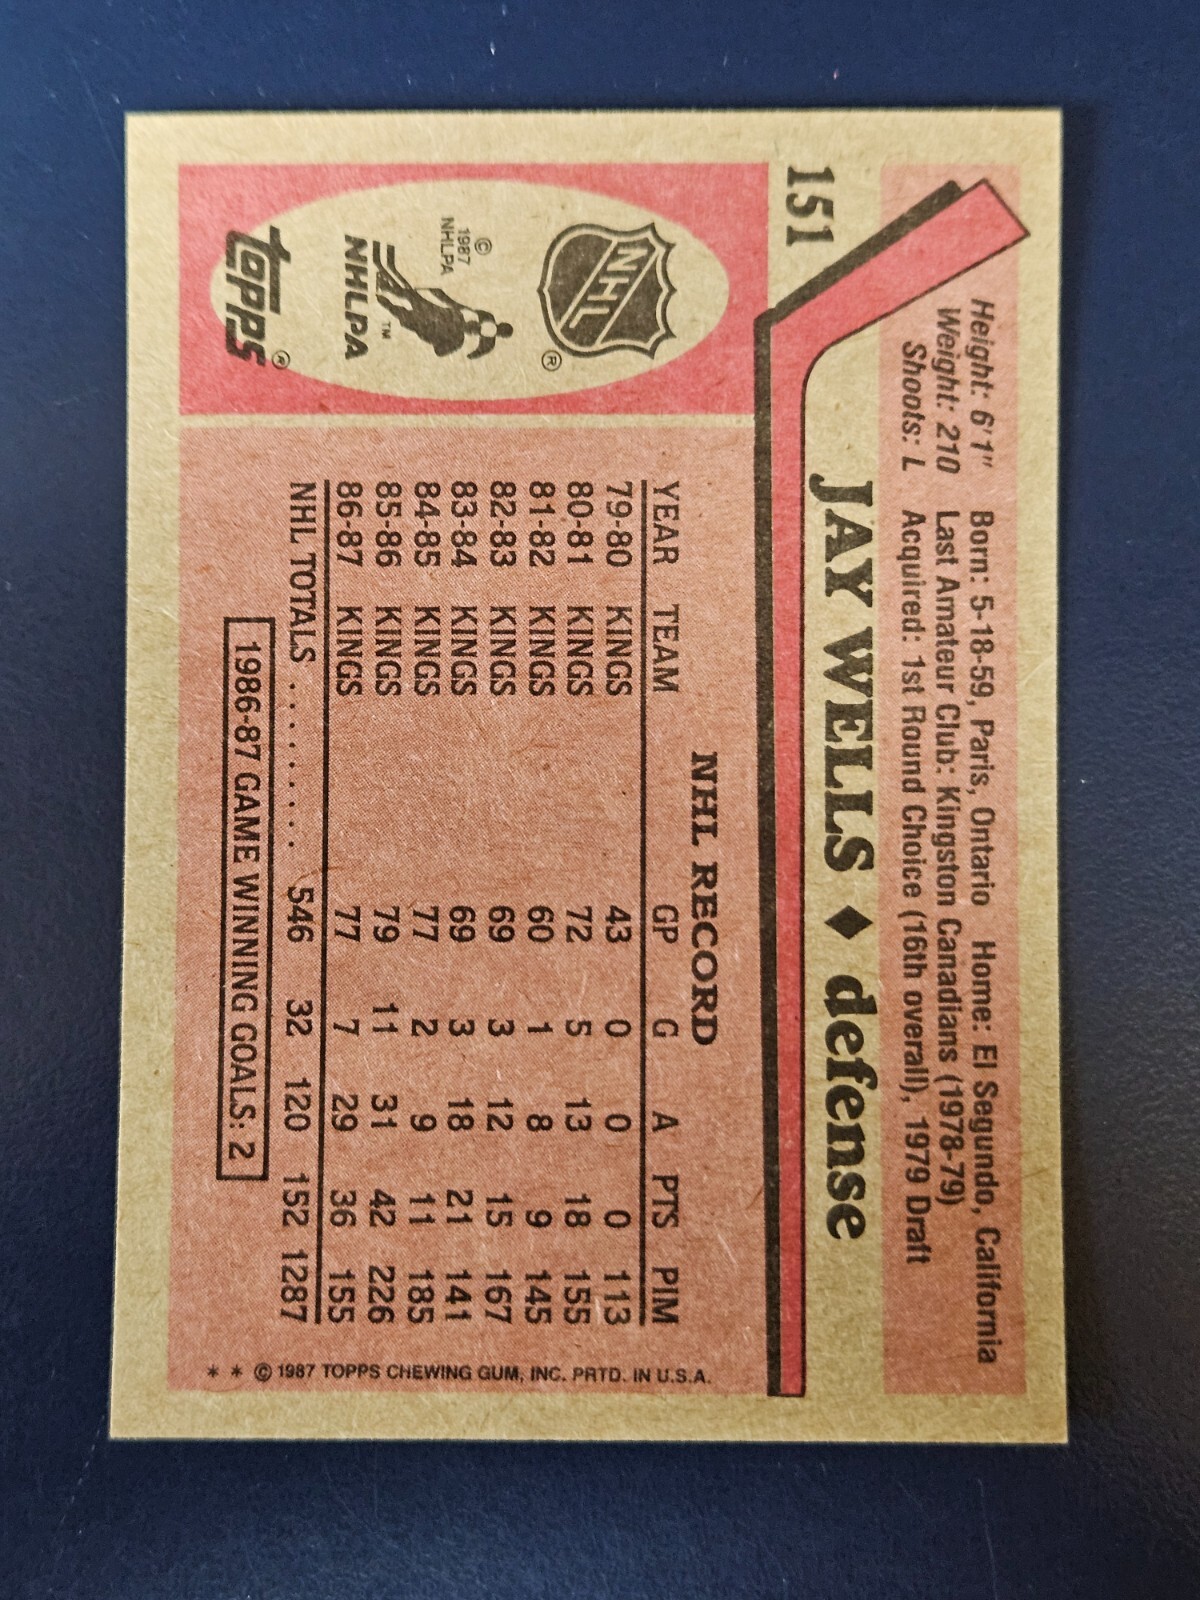 151
Height: 6'1" Born: 5-18-59, Paris, Ontario Home: El Segundo, California
Weight: 210 Last Amateur Club: Kingston Canadians (1978-79)
Shoots: L Acquired: 1st Round Choice (16th overall), 1979 Draft
JAY WELLS ♦ defense
NHL ®
© 1987 NHLPA
™
NHLPA
topps ®
NHL RECORD
YEAR TEAM GP G A PTS PIM
79-80 KINGS 43 0 0 0 113
80-81 KINGS 72 5 13 18 155
81-82 KINGS 60 1 8 9 145
82-83 KINGS 69 3 12 15 167
83-84 KINGS 69 3 18 21 141
84-85 KINGS 77 2 9 11 185
85-86 KINGS 79 11 31 42 226
86-87 KINGS 77 7 29 36 155
NHL TOTALS . . . . . . . . . 546 32 120 152 1287
1986-87 GAME WINNING GOALS: 2
* * © 1987 TOPPS CHEWING GUM, INC. PRTD. IN U.S.A.